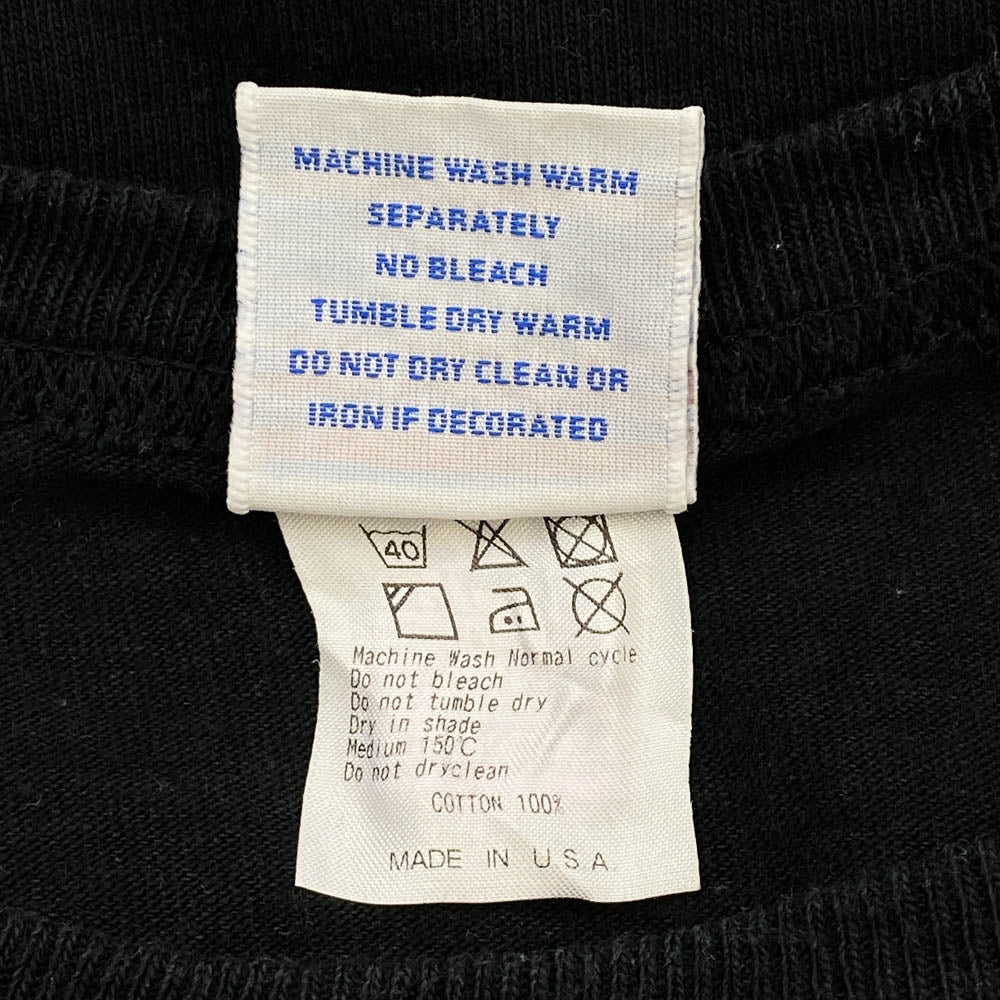 MACHINE WASH WARM
SEPARATELY
NO BLEACH
TUMBLE DRY WARM
DO NOT DRY CLEAN OR
IRON IF DECORATED
40
Machine Wash Normal cycle
Do not bleach
Do not tumble dry
Dry in shade
Medium 150℃
Do not dryclean
COTTON 100%
MADE IN U S A